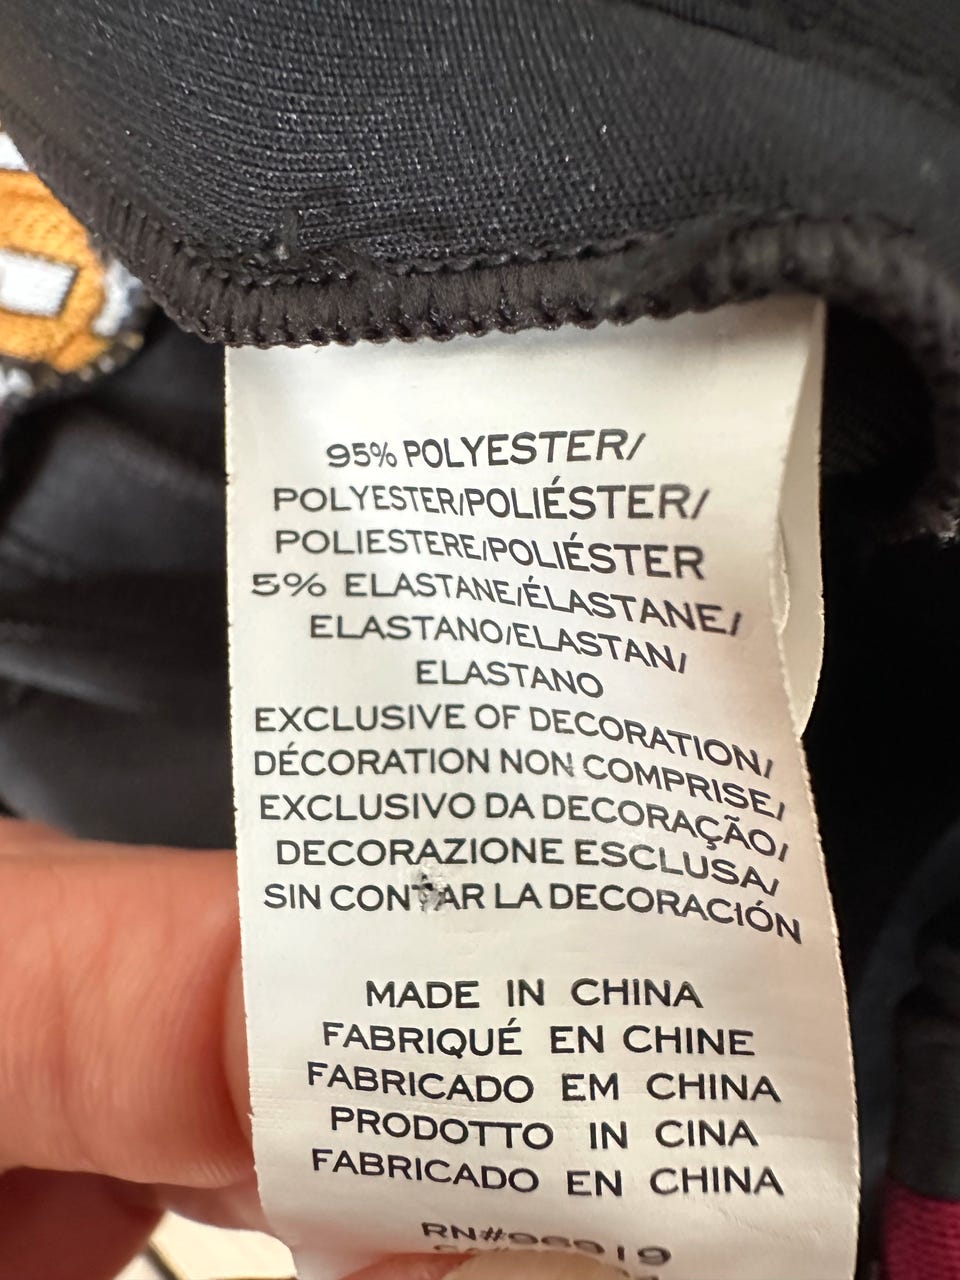 95% POLYESTER/
POLYESTER/POLIÉSTER/
POLIESTERE/POLIÉSTER
5% ELASTANE/ÉLASTANE/
ELASTANO/ELASTAN/
ELASTANO
EXCLUSIVE OF DECORATION/
DÉCORATION NON COMPRISE/
EXCLUSIVO DA DECORAÇÃO/
DECORAZIONE ESCLUSA/
SIN CONTAR LA DECORACIÓN
MADE IN CHINA
FABRIQUÉ EN CHINE
FABRICADO EM CHINA
PRODOTTO IN CINA
FABRICADO EN CHINA